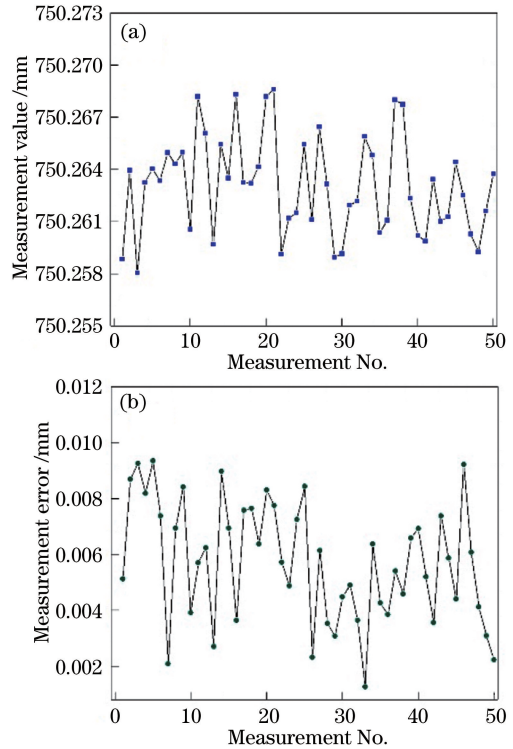 (a)
Measurement value /mm
750.273
750.270
750.267
750.264
750.261
750.258
750.255
0 10 20 30 40 50
Measurement No.
(b)
Measurement error /mm
0.012
0.010
0.008
0.006
0.004
0.002
0 10 20 30 40 50
Measurement No.